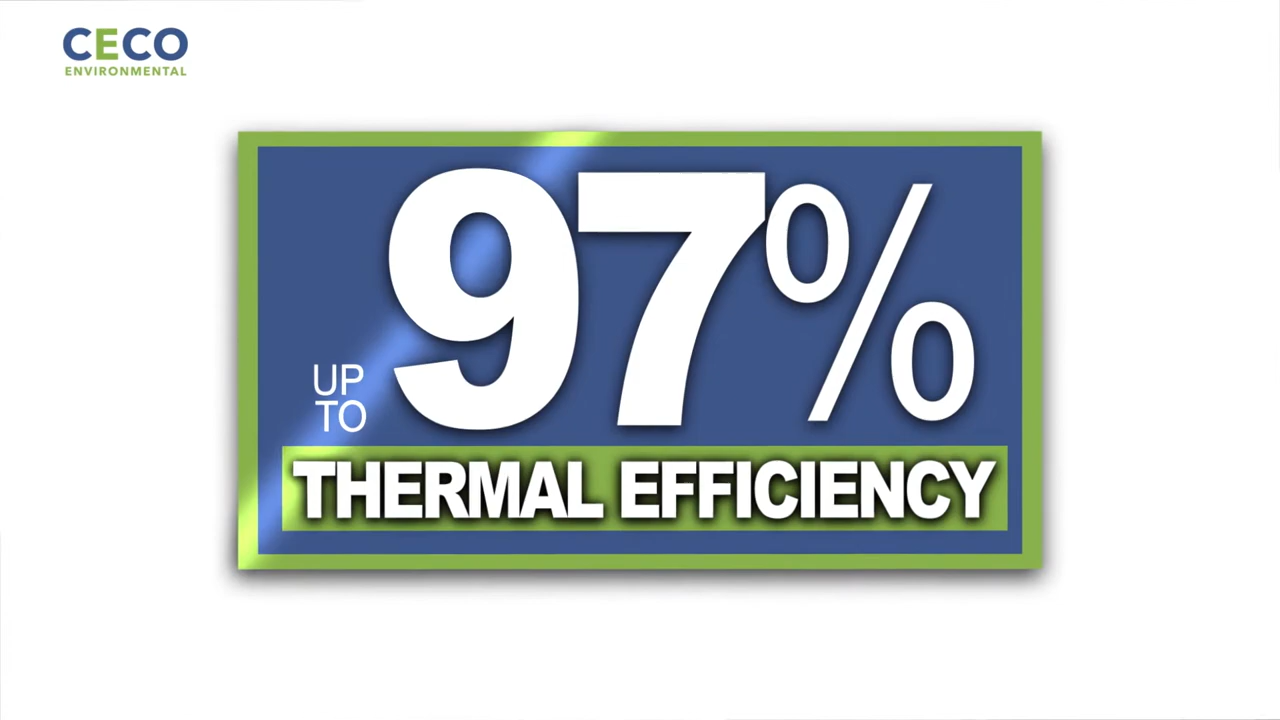 CECO
ENVIRONMENTAL
97%
UP
TO
THERMAL EFFICIENCY